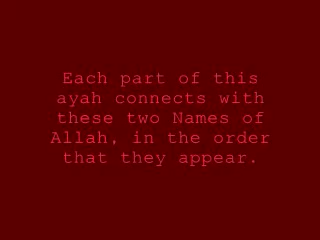 Each part of this
ayah connects with
these two Names of
Allah, in the order
that they appear.